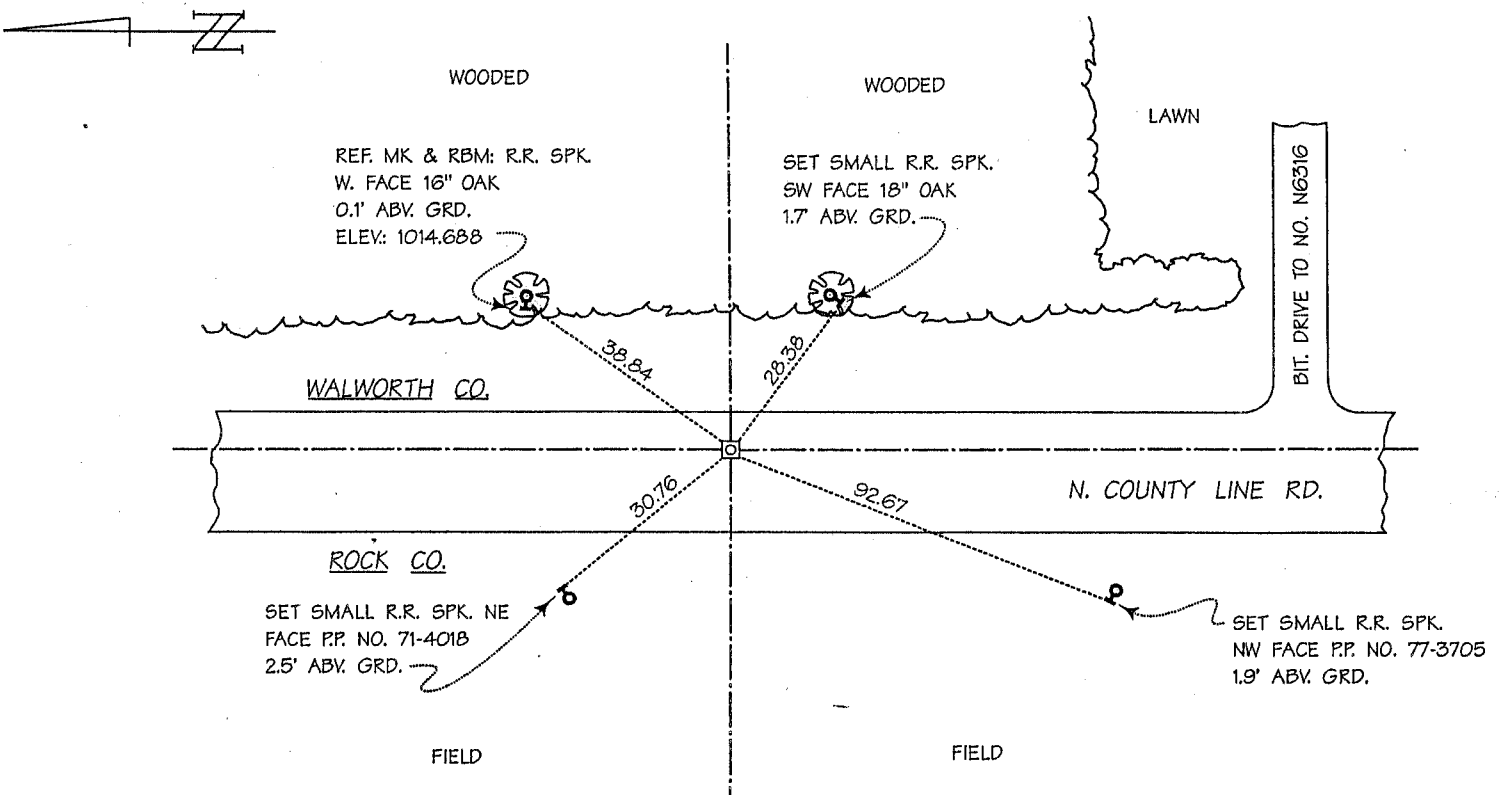 N
WOODED
WOODED
LAWN
REF. MK & RBM: R.R. SPK.
W. FACE 16" OAK
0.1' ABV. GRD.
ELEV.: 1014.688
SET SMALL R.R. SPK.
SW FACE 18" OAK
1.7' ABV. GRD.
BIT. DRIVE TO NO. N6316
38.84
28.38
WALWORTH CO.
30.76
92.67
N. COUNTY LINE RD.
ROCK CO.
SET SMALL R.R. SPK. NE
FACE P.P. NO. 71-4018
2.5' ABV. GRD.
SET SMALL R.R. SPK.
NW FACE P.P. NO. 77-3705
1.9' ABV. GRD.
FIELD
FIELD